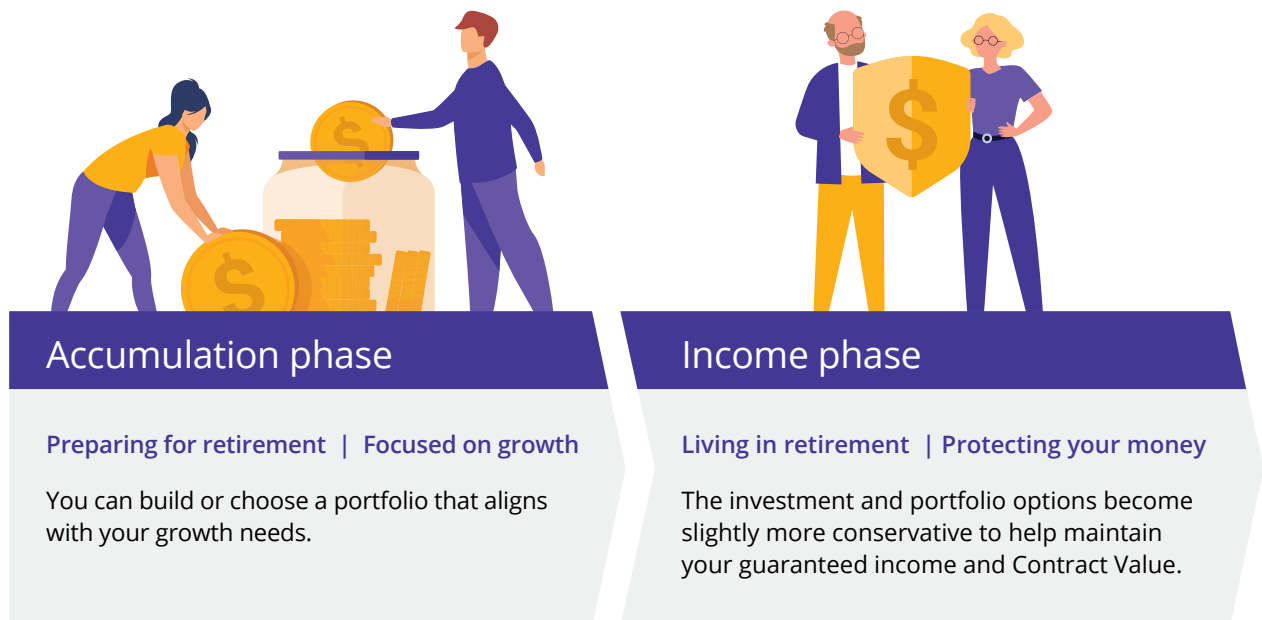 $
$
$
Accumulation phase
Preparing for retirement | Focused on growth
You can build or choose a portfolio that aligns
with your growth needs.
Income phase
Living in retirement | Protecting your money
The investment and portfolio options become
slightly more conservative to help maintain
your guaranteed income and Contract Value.